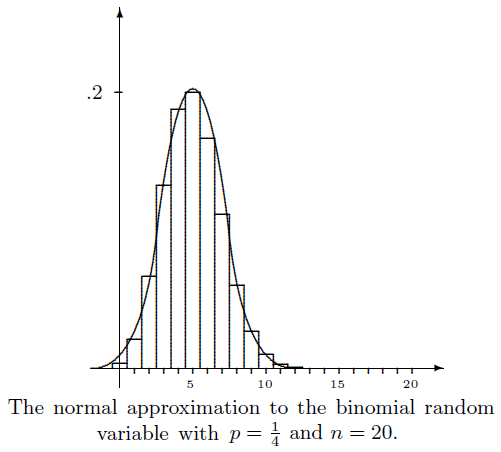 .2
5 10 15 20
The normal approximation to the binomial random
variable with p = 1/4 and n = 20.